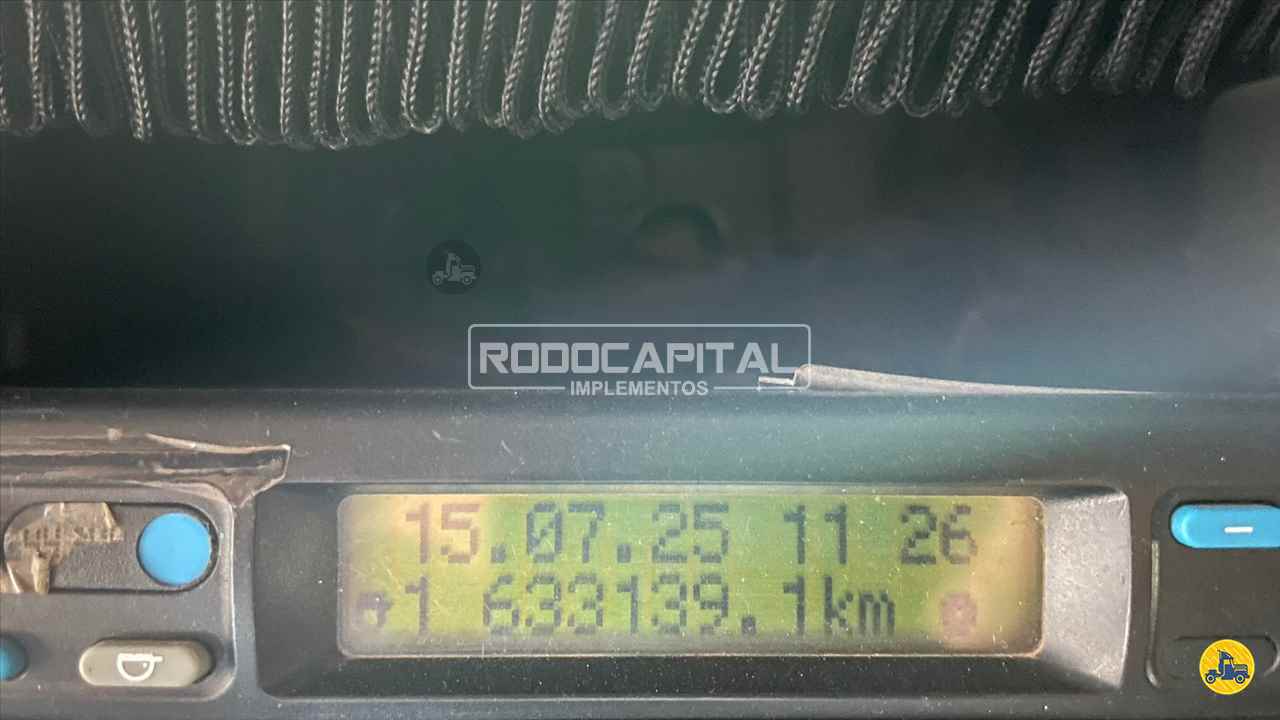 RODOCAPITAL
IMPLEMENTOS
15.07.25 11 26
1 633139.1km